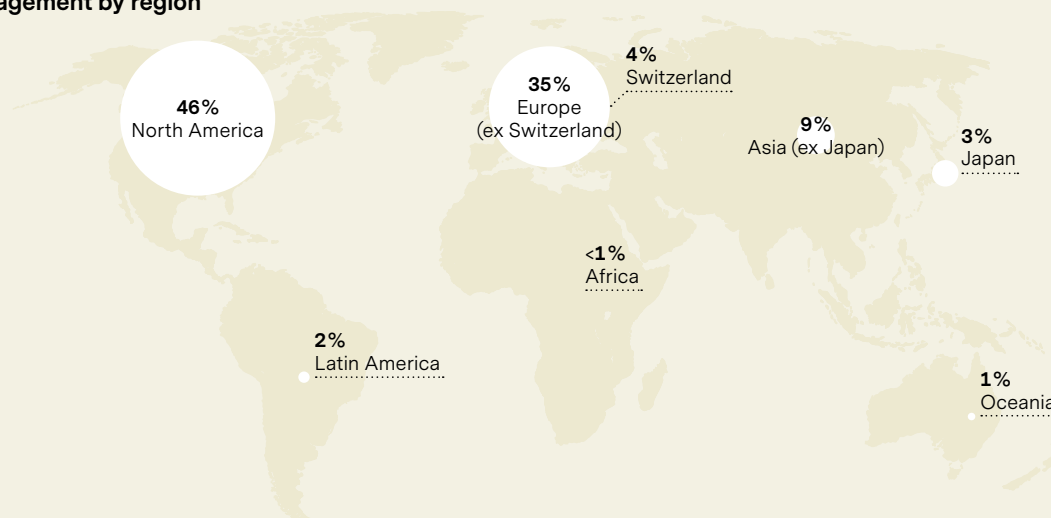 agement by region
46%
North America
35%
Europe
(ex Switzerland)
4%
Switzerland
9%
Asia (ex Japan)
3%
Japan
<1%
Africa
2%
Latin America
1%
Oceania